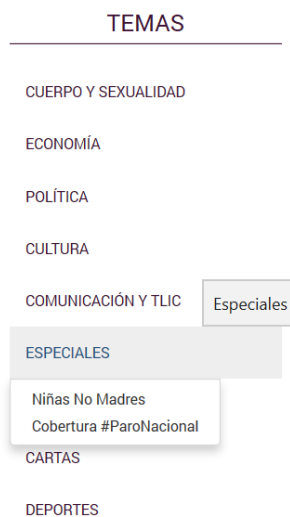 TEMAS
CUERPO Y SEXUALIDAD
ECONOMÍA
POLÍTICA
CULTURA
COMUNICACIÓN Y TLIC
Especiales
ESPECIALES
Niñas No Madres
Cobertura #ParoNacional
CARTAS
DEPORTES